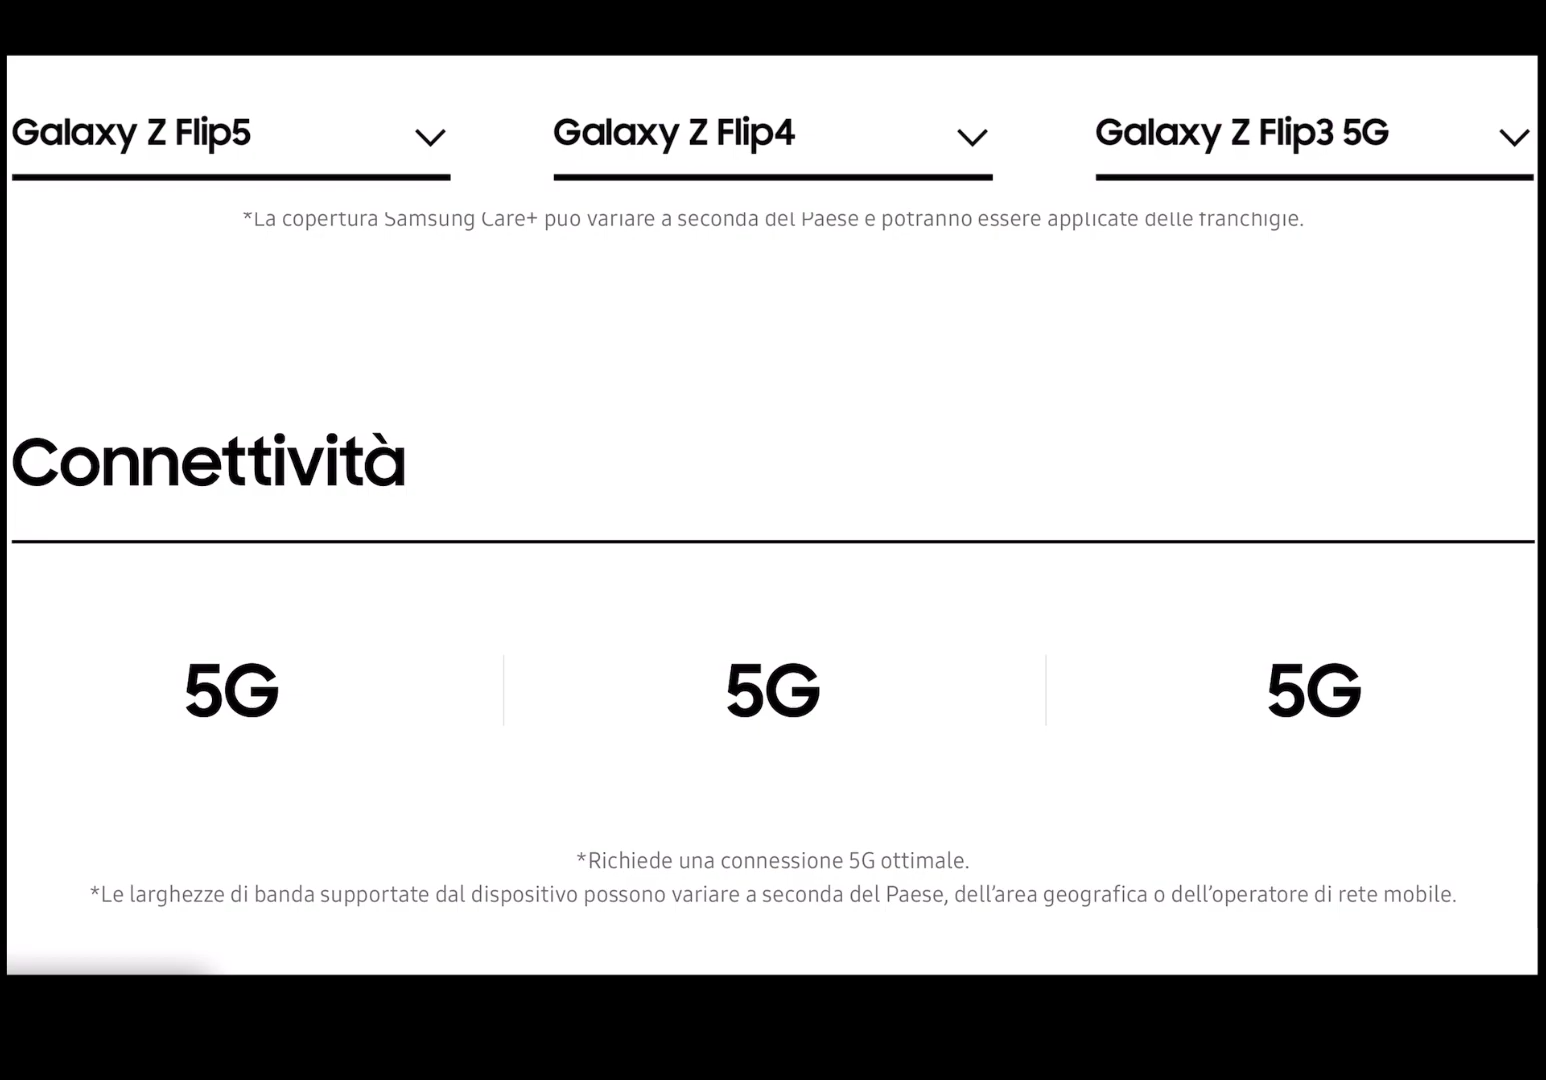 Galaxy Z Flip5
Galaxy Z Flip4
Galaxy Z Flip3 5G
*La copertura Samsung Care+ può variare a seconda del Paese e potranno essere applicate delle franchigie.
Connettività
5G
5G
5G
*Richiede una connessione 5G ottimale.
*Le larghezze di banda supportate dal dispositivo possono variare a seconda del Paese, dell’area geografica o dell’operatore di rete mobile.